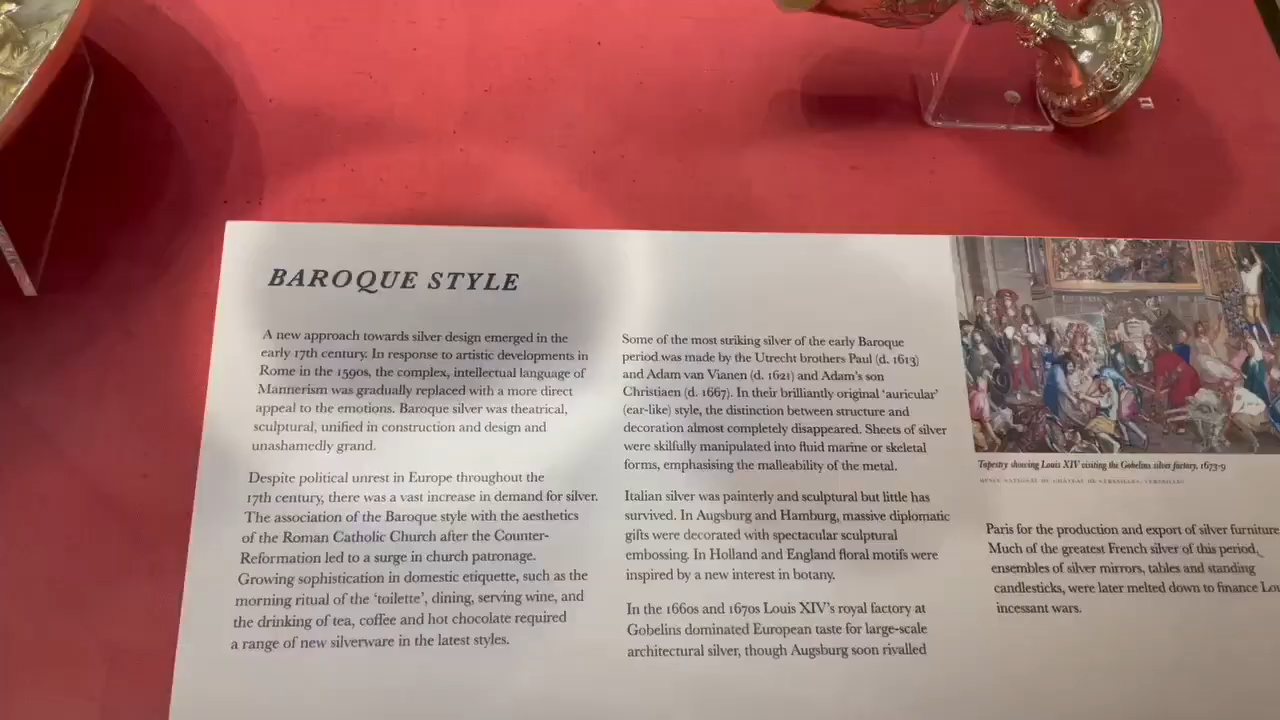 BAROQUE STYLE
A new approach towards silver design emerged in the
early 17th century. In response to artistic developments in
Rome in the 1590s, the complex, intellectual language of
Mannerism was gradually replaced with a more direct
appeal to the emotions. Baroque silver was theatrical,
sculptural, unified in construction and design and
unashamedly grand.
Despite political unrest in Europe throughout the
17th century, there was a vast increase in demand for silver.
The association of the Baroque style with the aesthetics
of the Roman Catholic Church after the Counter-
Reformation led to a surge in church patronage.
Growing sophistication in domestic etiquette, such as the
morning ritual of the 'toilette', dining, serving wine, and
the drinking of tea, coffee and hot chocolate required
a range of new silverware in the latest styles.
Some of the most striking silver of the early Baroque
period was made by the Utrecht brothers Paul (d. 1613)
and Adam van Vianen (d. 1621) and Adam's son
Christiaen (d. 1667). In their brilliantly original 'auricular'
(ear-like) style, the distinction between structure and
decoration almost completely disappeared. Sheets of silver
were skilfully manipulated into fluid marine or skeletal
forms, emphasising the malleability of the metal.
Italian silver was painterly and sculptural but little has
survived. In Augsburg and Hamburg, massive diplomatic
gifts were decorated with spectacular sculptural
embossing. In Holland and England floral motifs were
inspired by a new interest in botany.
In the 1660s and 1670s Louis XIV's royal factory at
Gobelins dominated European taste for large-scale
architectural silver, though Augsburg soon rivalled
Tapestry showing Louis XIV visiting the Gobelins silver factory, 1673-9
MUSÉE NATIONAL DU CHÂTEAU DE VERSAILLES, VERSAILLES
Paris for the production and export of silver furniture
Much of the greatest French silver of this period,
ensembles of silver mirrors, tables and standing
candlesticks, were later melted down to finance Lou
incessant wars.